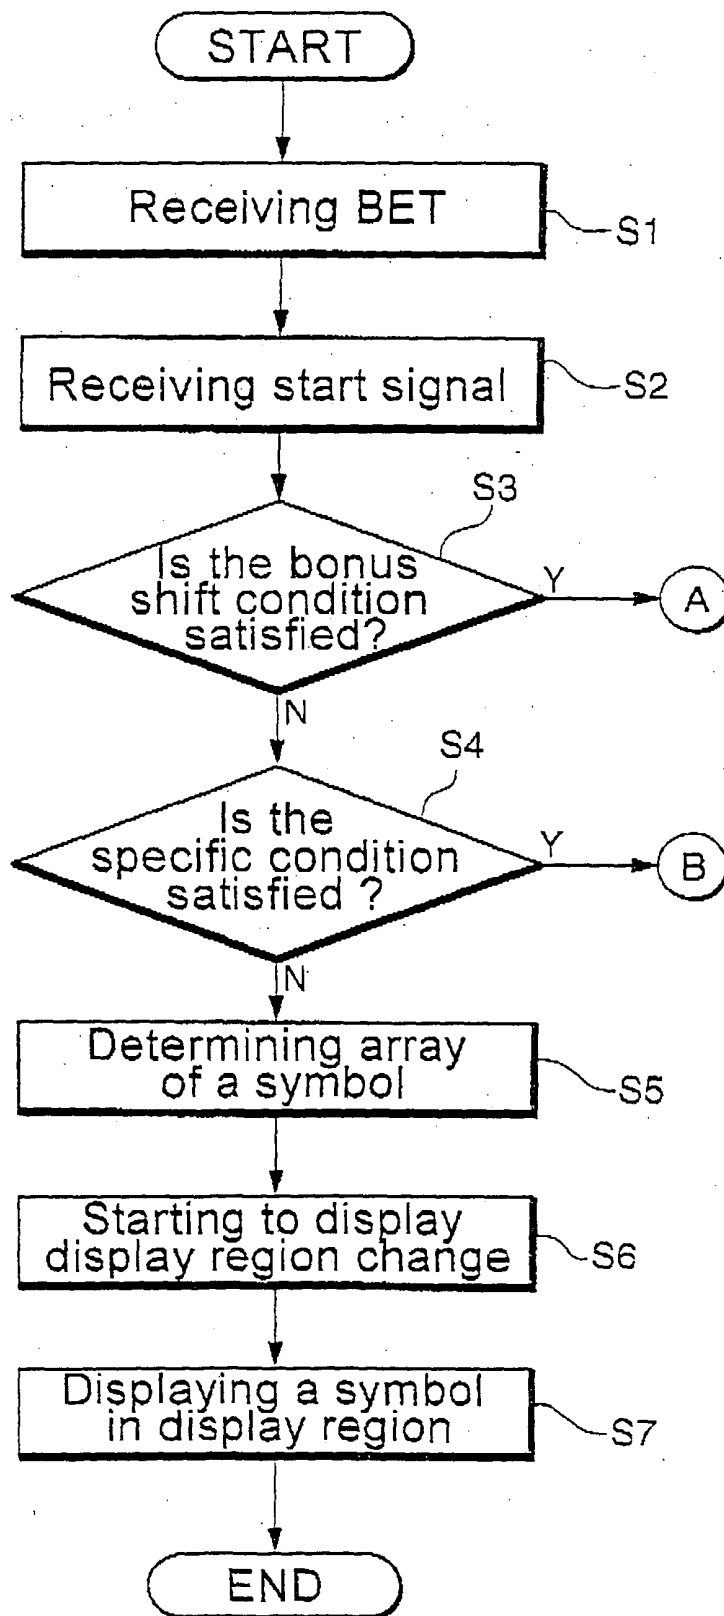 START
Receiving BET
S1
Receiving start signal
S2
S3
Is the bonus
shift condition
satisfied?
Y
A
N
S4
Is the
specific condition
satisfied ?
Y
B
N
Determining array
of a symbol
S5
Starting to display
display region change
S6
Displaying a symbol
in display region
S7
END